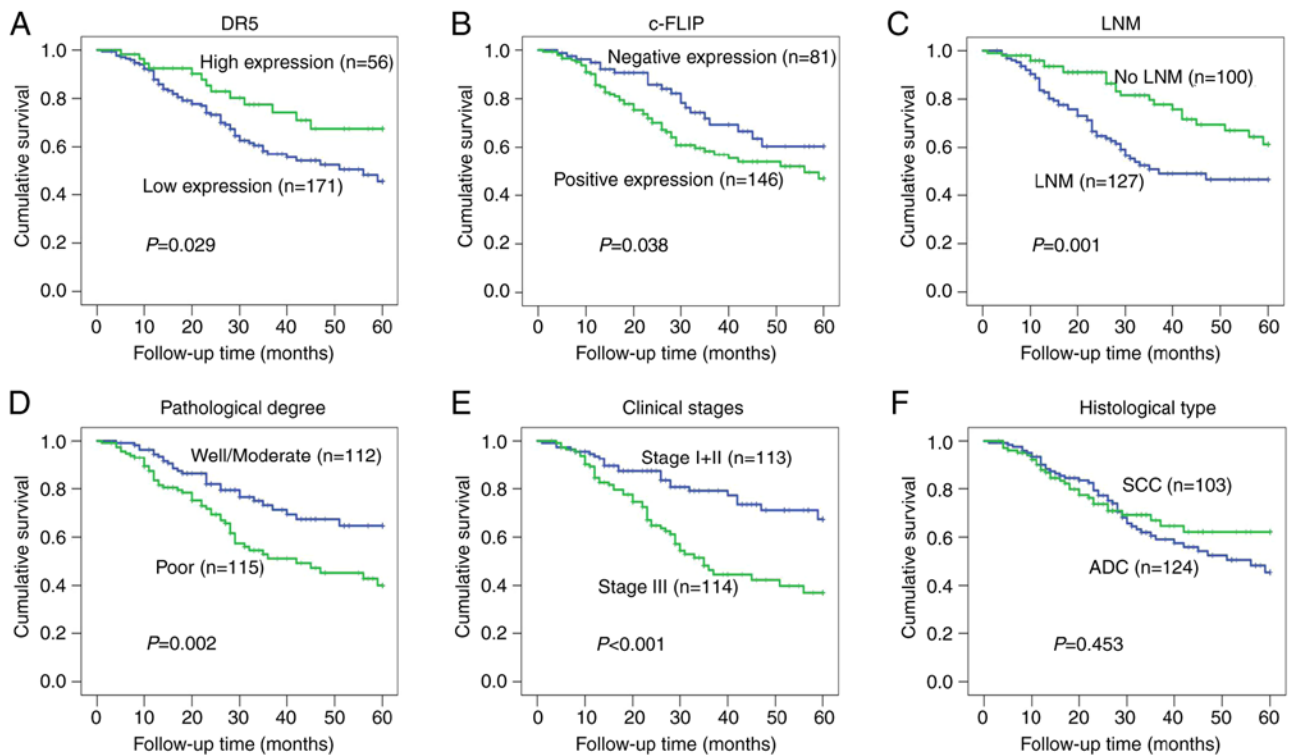 A
DR5
Cumulative survival
1.0
0.8
0.6
0.4
0.2
0.0
High expression (n=56)
Low expression (n=171)
P=0.029
0 10 20 30 40 50 60
Follow-up time (months)
B
c-FLIP
Cumulative survival
1.0
0.8
0.6
0.4
0.2
0.0
Negative expression (n=81)
Positive expression (n=146)
P=0.038
0 10 20 30 40 50 60
Follow-up time (months)
C
LNM
Cumulative survival
1.0
0.8
0.6
0.4
0.2
0.0
No LNM (n=100)
LNM (n=127)
P=0.001
0 10 20 30 40 50 60
Follow-up time (months)
D
Pathological degree
Cumulative survival
1.0
0.8
0.6
0.4
0.2
0.0
Well/Moderate (n=112)
Poor (n=115)
P=0.002
0 10 20 30 40 50 60
Follow-up time (months)
E
Clinical stages
Cumulative survival
1.0
0.8
0.6
0.4
0.2
0.0
Stage I+II (n=113)
Stage III (n=114)
P<0.001
0 10 20 30 40 50 60
Follow-up time (months)
F
Histological type
Cumulative survival
1.0
0.8
0.6
0.4
0.2
0.0
SCC (n=103)
ADC (n=124)
P=0.453
0 10 20 30 40 50 60
Follow-up time (months)